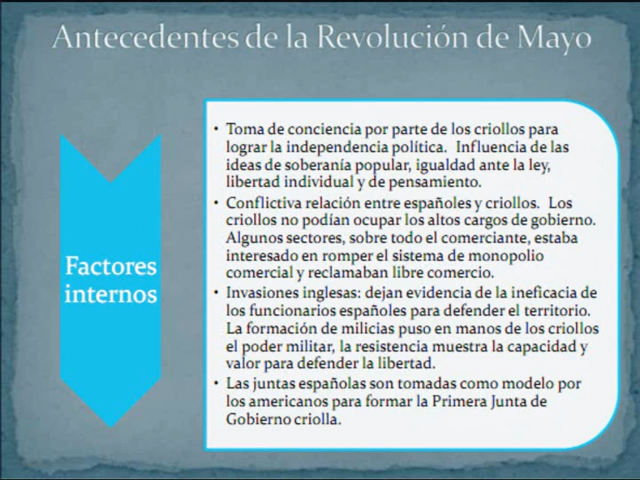 Antecedentes de la Revolución de Mayo
Factores
internos
• Toma de conciencia por parte de los criollos para
lograr la independencia política. Influencia de las
ideas de soberanía popular, igualdad ante la ley,
libertad individual y de pensamiento.
• Conflictiva relación entre españoles y criollos. Los
criollos no podían ocupar los altos cargos de gobierno.
Algunos sectores, sobre todo el comerciante, estaba
interesado en romper el sistema de monopolio
comercial y reclamaban libre comercio.
• Invasiones inglesas: dejan evidencia de la ineficacia de
los funcionarios españoles para defender el territorio.
La formación de milicias puso en manos de los criollos
el poder militar, la resistencia muestra la capacidad y
valor para defender la libertad.
• Las juntas españolas son tomadas como modelo por
los americanos para formar la Primera Junta de
Gobierno criolla.